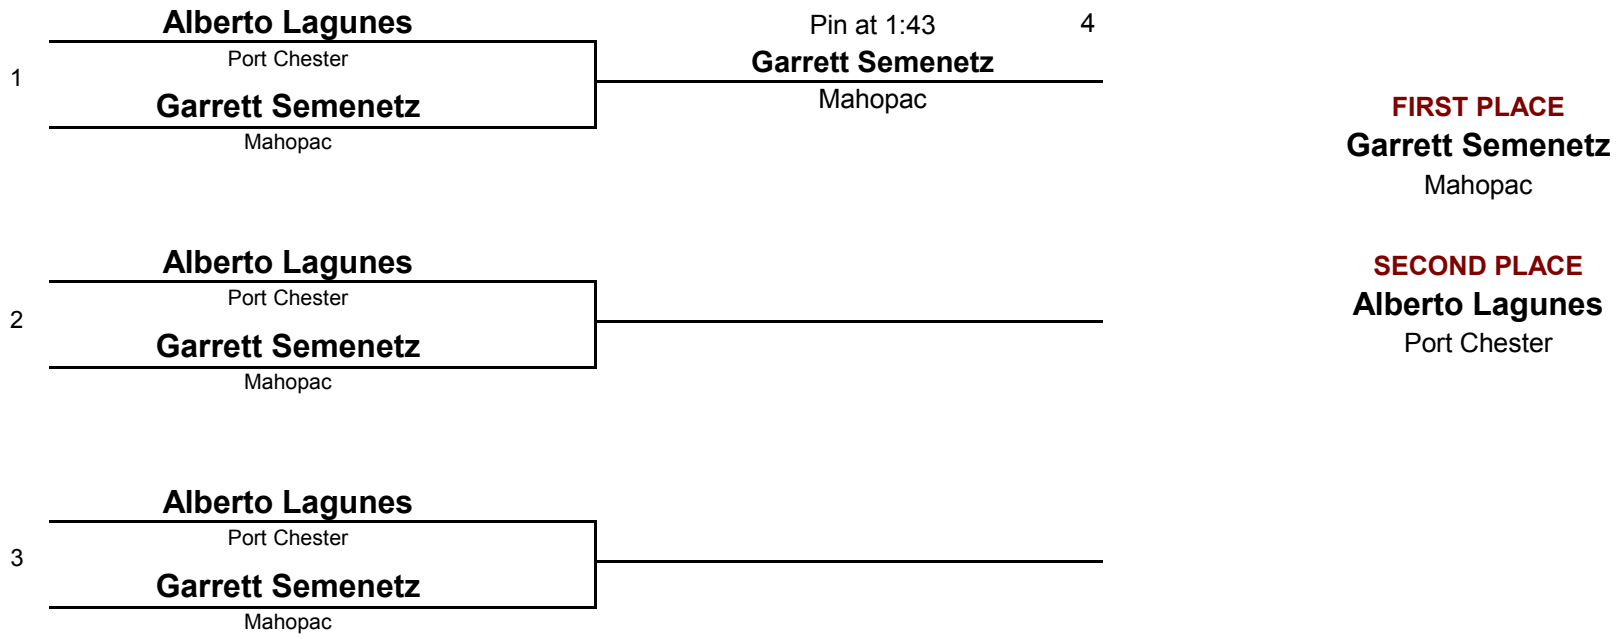 Alberto Lagunes
Port Chester
1
Garrett Semenetz
Mahopac
Pin at 1:43 4
Garrett Semenetz
Mahopac
FIRST PLACE
Garrett Semenetz
Mahopac
Alberto Lagunes
Port Chester
2
Garrett Semenetz
Mahopac
SECOND PLACE
Alberto Lagunes
Port Chester
Alberto Lagunes
Port Chester
3
Garrett Semenetz
Mahopac